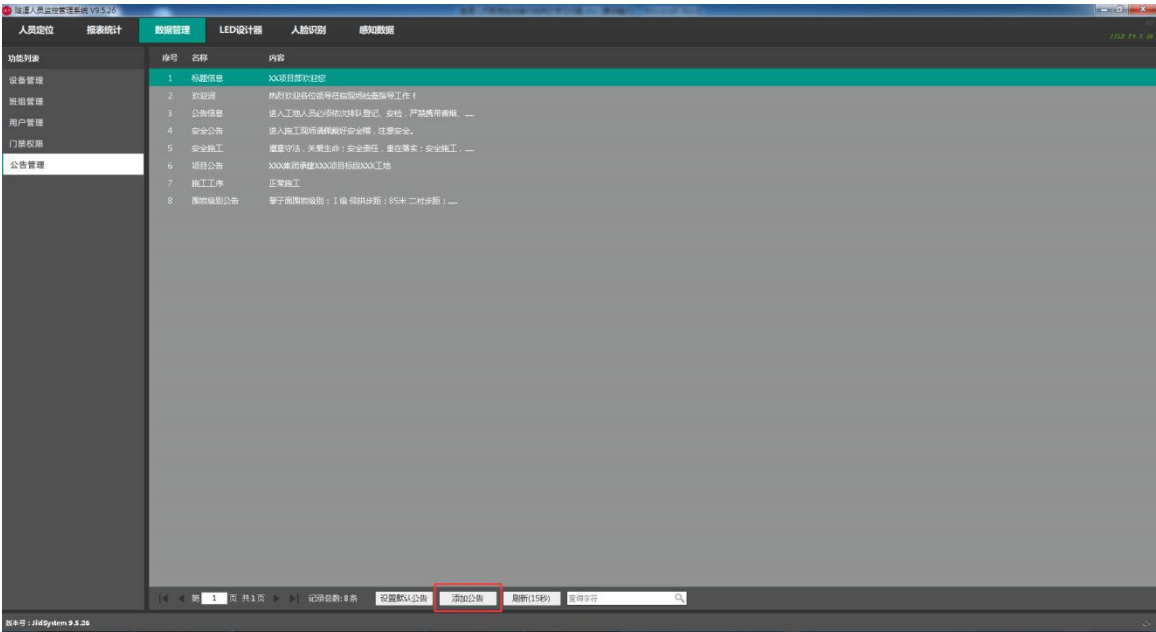 隧道人员监控管理系统 V9.5.26
人员定位 报表统计 数据管理 LED设计器 人脸识别 感知数据
功能列表
设备管理
班组管理
用户管理
门禁权限
公告管理
序号 名称 内容
1 标题信息 XX项目部欢迎您
2 欢迎词 热烈欢迎各位领导莅临现场检查指导工作！
3 公告信息 进入工地人员必须依次排队登记、安检，严禁携带香烟、......
4 安全公告 进入施工现场请佩戴好安全帽，注意安全。
5 安全施工 遵章守法，关爱生命；安全责任，重在落实；安全施工，......
6 项目公告 XXX集团承建XXX项目标段XXX工地
7 施工工序 正常施工
8 围岩级别公告 掌子面围岩级别：I 级 仰拱步距：85米 二衬步距：......
第 1 页 共1页 记录总数:8 条 设置默认公告 添加公告 刷新(15秒) 查询字符
版本号：JldSystem 9.5.26